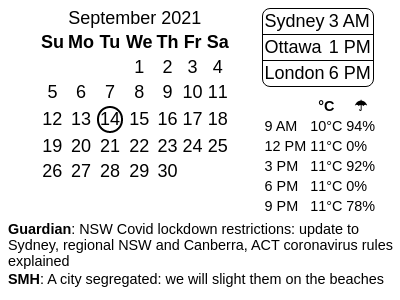 September 2021
Su Mo Tu We Th Fr Sa
1 2 3 4
5 6 7 8 9 10 11
12 13 14 15 16 17 18
19 20 21 22 23 24 25
26 27 28 29 30
Sydney 3 AM
Ottawa 1 PM
London 6 PM
°C ☂
9 AM 10°C 94%
12 PM 11°C 0%
3 PM 11°C 92%
6 PM 11°C 0%
9 PM 11°C 78%
Guardian: NSW Covid lockdown restrictions: update to
Sydney, regional NSW and Canberra, ACT coronavirus rules
explained
SMH: A city segregated: we will slight them on the beaches